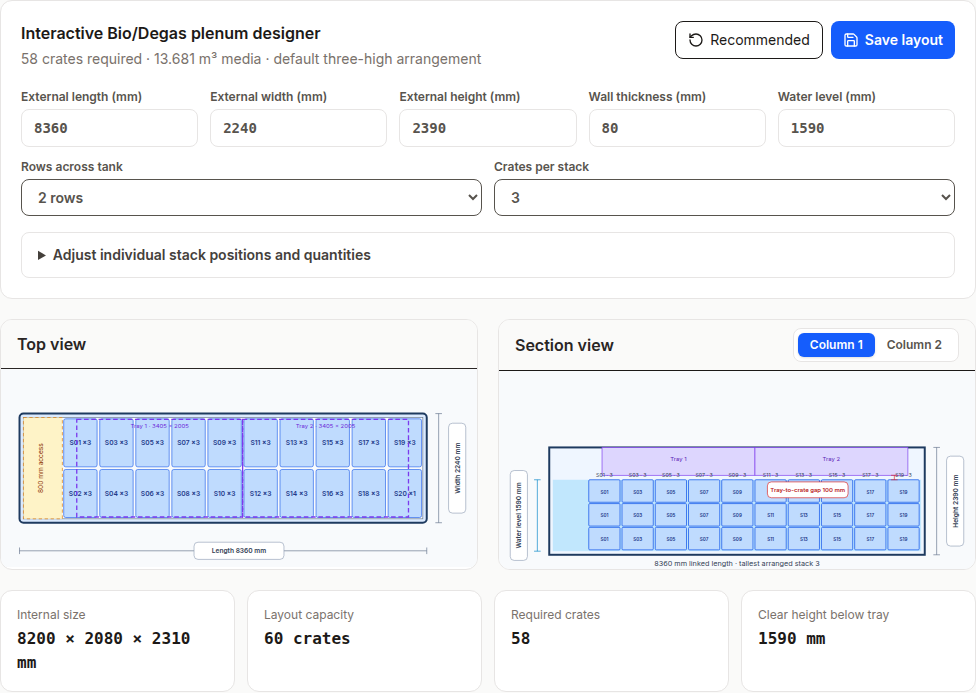 Interactive Bio/Degas plenum designer
58 crates required · 13.681 m³ media · default three-high arrangement
Recommended
Save layout
External length (mm)
External width (mm)
External height (mm)
Wall thickness (mm)
Water level (mm)
8360
2240
2390
80
1590
Rows across tank
Crates per stack
2 rows
3
Adjust individual stack positions and quantities
Top view
800 mm access
Tray 1 · 3405 × 2005
Tray 2 · 3405 × 2005
S01 ×3
S03 ×3
S05 ×3
S07 ×3
S09 ×3
S11 ×3
S13 ×3
S15 ×3
S17 ×3
S19 ×3
S02 ×3
S04 ×3
S06 ×3
S08 ×3
S10 ×3
S12 ×3
S14 ×3
S16 ×3
S18 ×3
S20 ×1
Width 2240 mm
Length 8360 mm
Section view
Column 1
Column 2
Tray 1
Tray 2
Tray-to-crate gap 100 mm
S01
S03
S05
S07
S09
S17
S19
S01
S03
S05
S07
S09
S11
S13
S15
S17
S19
S01
S03
S05
S07
S09
S11
S13
S15
S17
S19
Water level 1590 mm
Height 2390 mm
8360 mm linked length · tallest arranged stack 3
Internal size
8200 × 2080 × 2310
mm
Layout capacity
60 crates
Required crates
58
Clear height below tray
1590 mm